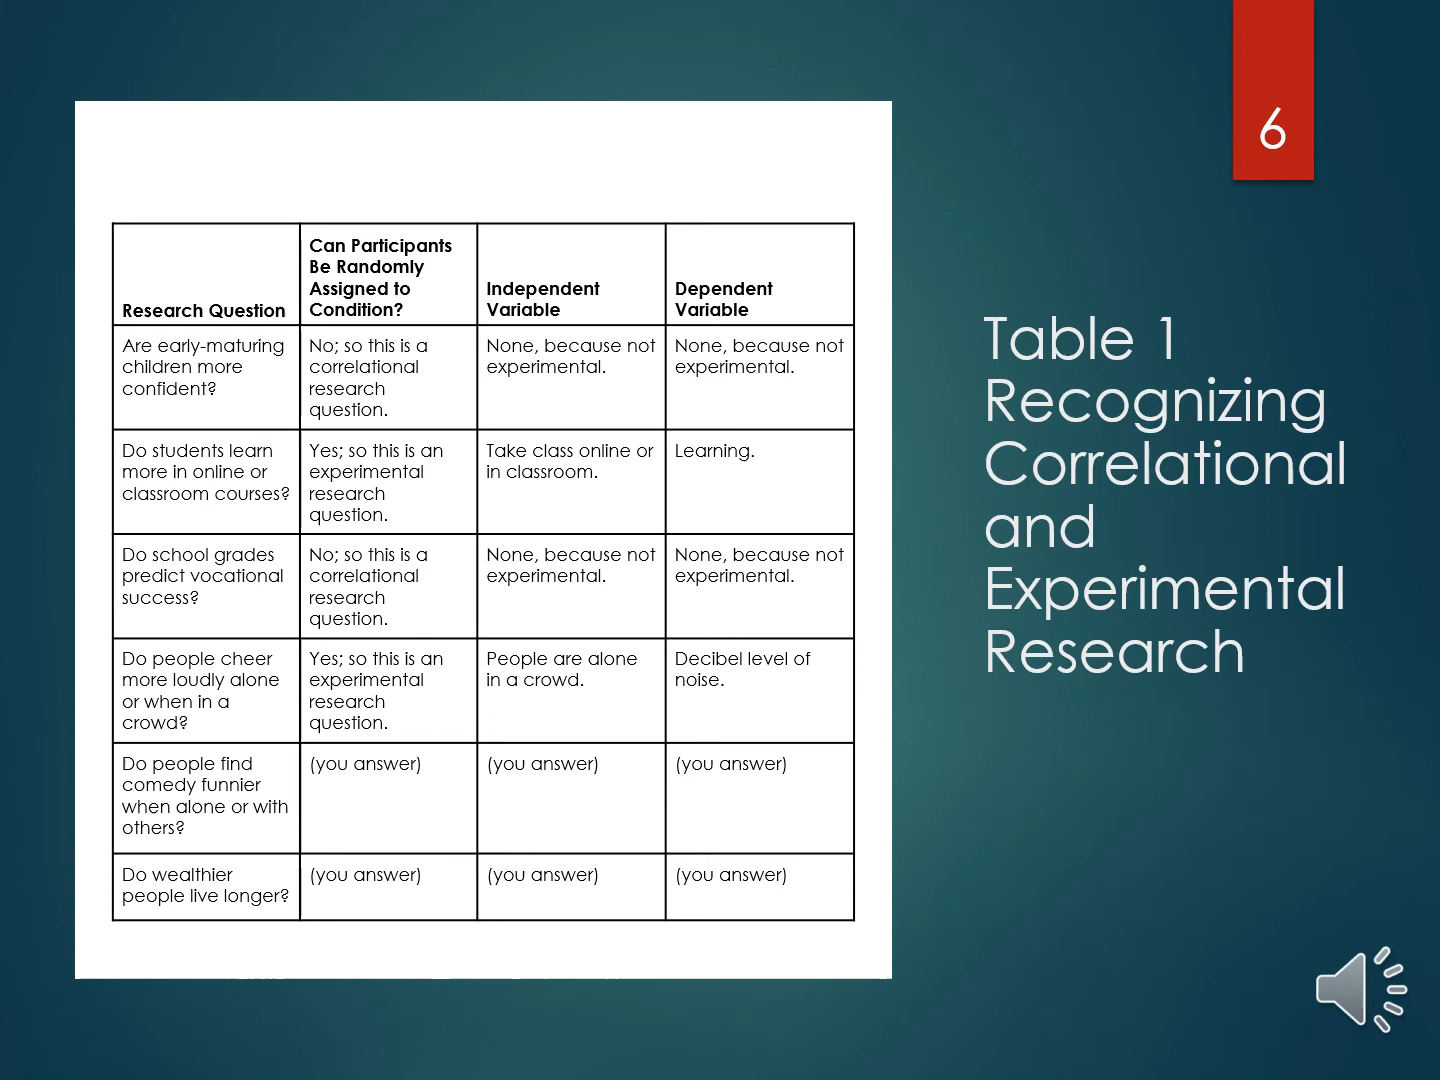 6
Research Question
Can Participants
Be Randomly
Assigned to
Condition?
Independent
Variable
Dependent
Variable
Are early-maturing
children more
confident?
No; so this is a
correlational
research
question.
None, because not
experimental.
None, because not
experimental.
Do students learn
more in online or
classroom courses?
Yes; so this is an
experimental
research
question.
Take class online or
in classroom.
Learning.
Do school grades
predict vocational
success?
No; so this is a
correlational
research
question.
None, because not
experimental.
None, because not
experimental.
Do people cheer
more loudly alone
or when in a
crowd?
Yes; so this is an
experimental
research
question.
People are alone
in a crowd.
Decibel level of
noise.
Do people find
comedy funnier
when alone or with
others?
(you answer)
(you answer)
(you answer)
Do wealthier
people live longer?
(you answer)
(you answer)
(you answer)
Table 1
Recognizing
Correlational
and
Experimental
Research